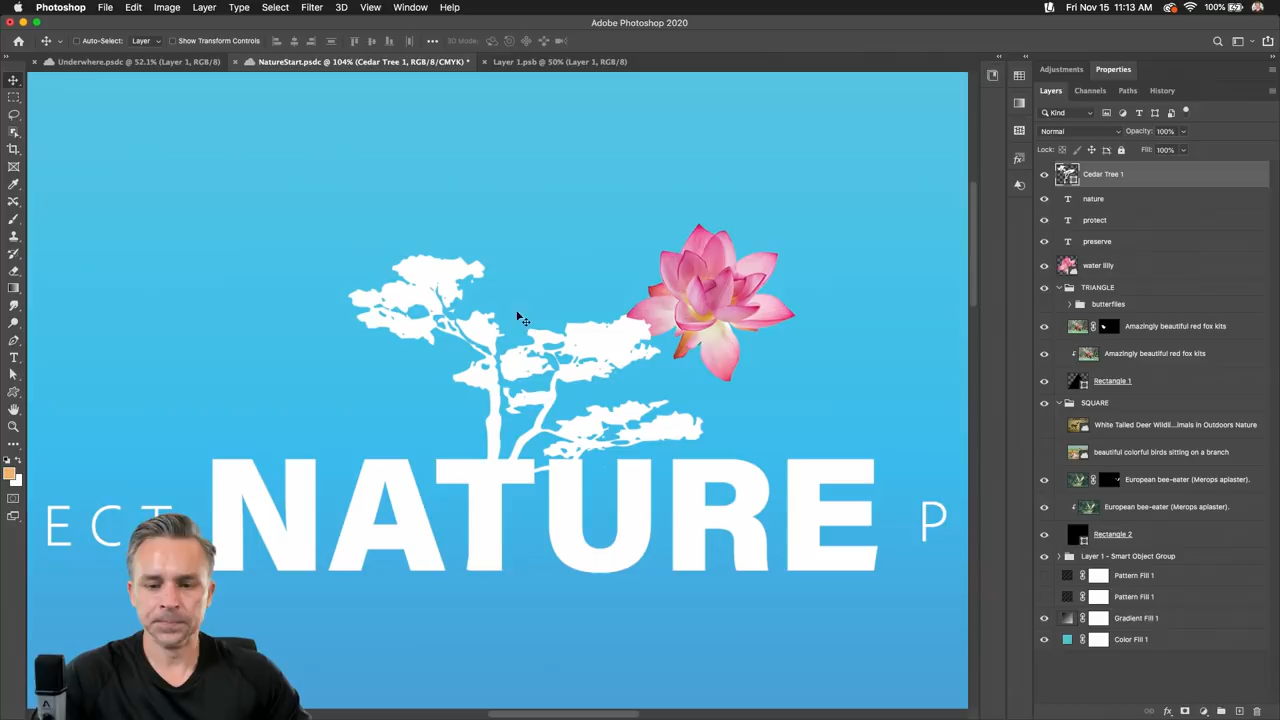 Photoshop File Edit Image Layer Type Select Filter 3D View Window Help
Fri Nov 15 11:13 AM 100%
Adobe Photoshop 2020
Auto-Select: Layer Show Transform Controls 3D Mode:
Underwhere.psdc @ 52.1% (Layer 1, RGB/8) NatureStart.psdc @ 104% (Cedar Tree 1, RGB/8/CMYK) * Layer 1.psb @ 50% (Layer 1, RGB/8)
Adjustments Properties
Layers Channels Paths History
Kind
Normal Opacity: 100%
Lock: Fill: 100%
Cedar Tree 1
nature
protect
preserve
water lilly
TRIANGLE
butterflies
Amazingly beautiful red fox kits
Amazingly beautiful red fox kits
Rectangle 1
SQUARE
White Tailed Deer Wildli...imals in Outdoors Nature
beautiful colorful birds sitting on a branch
European bee-eater (Merops apiaster).
European bee-eater (Merops apiaster).
Rectangle 2
Layer 1 - Smart Object Group
Pattern Fill 1
Pattern Fill 1
Gradient Fill 1
Color Fill 1
ECT NATURE P